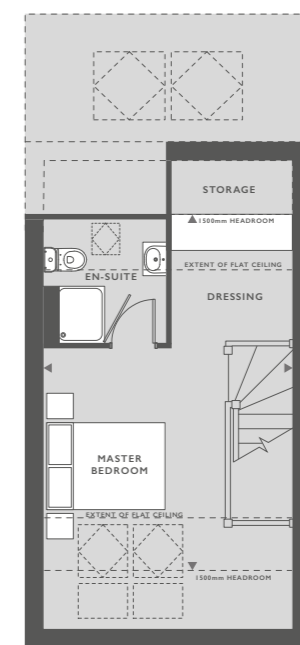 STORAGE
1500mm HEADROOM
EXTENT OF FLAT CEILING
EN-SUITE
DRESSING
MASTER
BEDROOM
EXTENT OF FLAT CEILING
1500mm HEADROOM